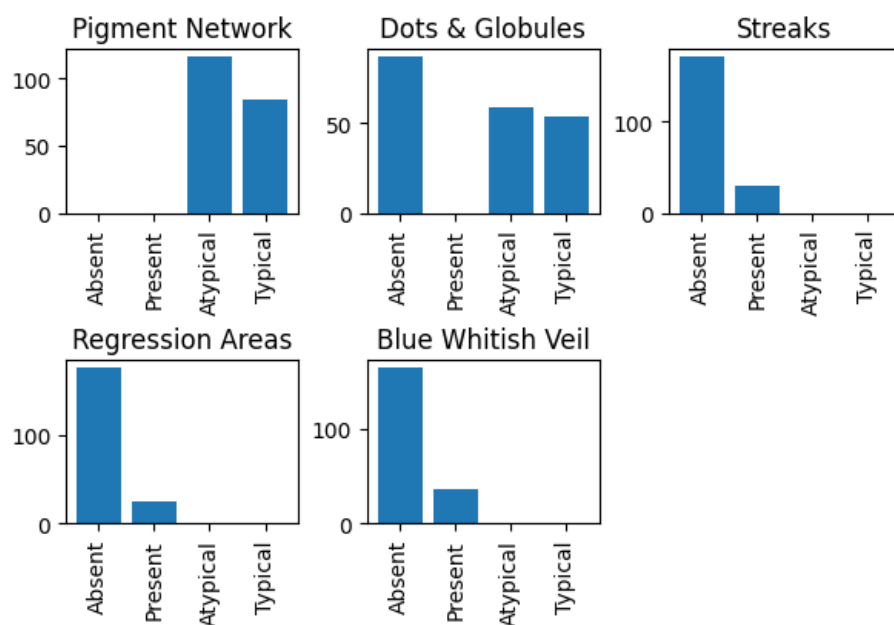 Pigment Network
100
50
0
Absent
Present
Atypical
Typical
Dots & Globules
50
0
Absent
Present
Atypical
Typical
Streaks
100
0
Absent
Present
Atypical
Typical
Regression Areas
100
0
Absent
Present
Atypical
Typical
Blue Whitish Veil
100
0
Absent
Present
Atypical
Typical